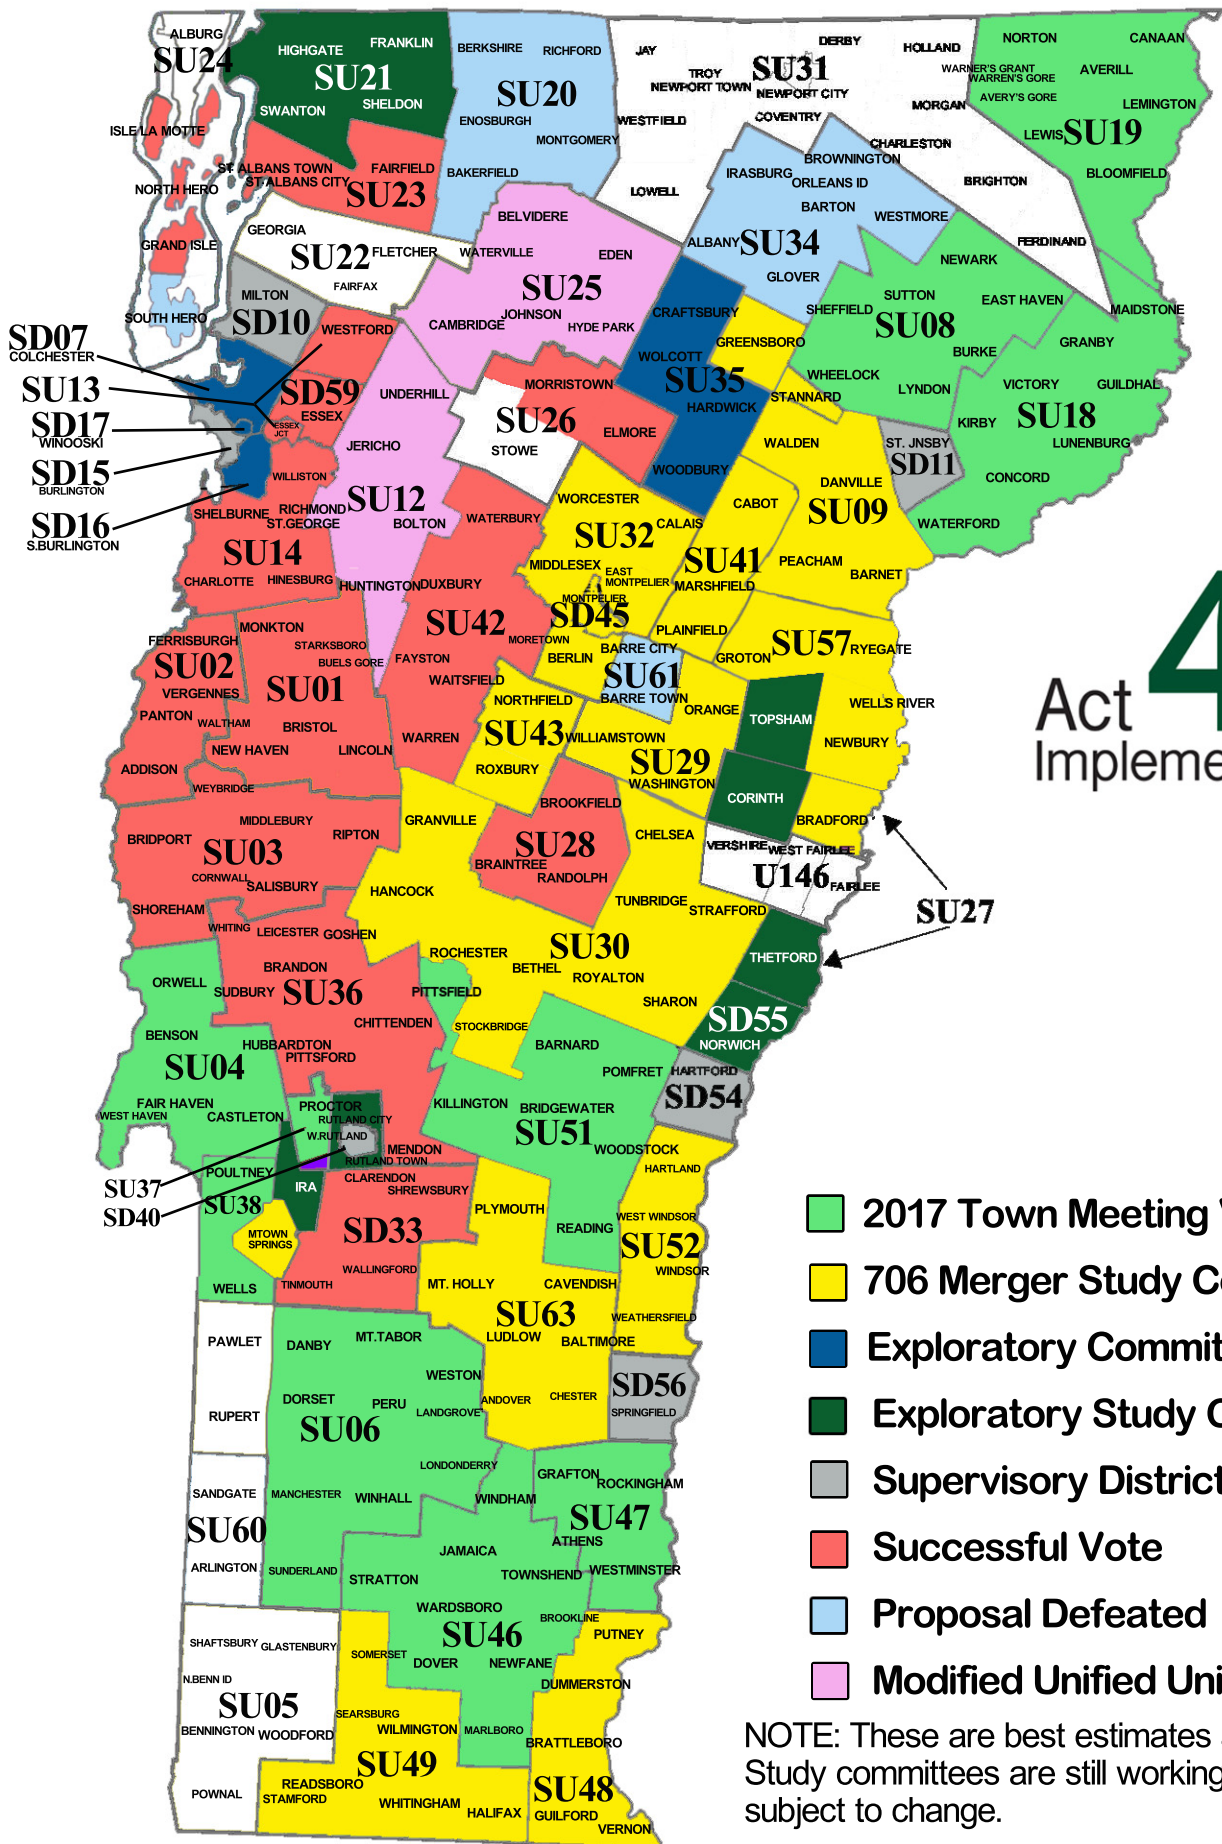 ALBURG
SU24
HIGHGATE
FRANKLIN
SU21
SWANTON
SHELDON
BERKSHIRE
RICHFORD
SU20
ENOSBURGH
MONTGOMERY
BAKERSFIELD
JAY
DERBY
HOLLAND
TROY
SU31
NEWPORT TOWN
NEWPORT CITY
MORGAN
WESTFIELD
COVENTRY
CHARLESTON
LOWELL
BRIGHTON
FERDINAND
NORTON
CANAAN
WARNER'S GRANT
WARREN'S GORE
AVERILL
AVERY'S GORE
LEMINGTON
LEWIS
SU19
BLOOMFIELD
ISLE LA MOTTE
NORTH HERO
GRAND ISLE
SOUTH HERO
ST ALBANS TOWN
ST ALBANS CITY
FAIRFIELD
SU23
GEORGIA
SU22
FLETCHER
FAIRFAX
BELVIDERE
WATERVILLE
EDEN
SU25
JOHNSON
CAMBRIDGE
HYDE PARK
BROWNINGTON
IRASBURG
ORLEANS ID
BARTON
WESTMORE
ALBANY
SU34
GLOVER
NEWARK
SUTTON
EAST HAVEN
SHEFFIELD
SU08
BURKE
WHEELOCK
LYNDON
MAIDSTONE
GRANBY
VICTORY
GUILDHAL
KIRBY
SU18
LUNENBURG
CONCORD
WATERFORD
MILTON
SD10
SD07
COLCHESTER
SU13
SD17
WINOOSKI
SD15
BURLINGTON
SD16
S.BURLINGTON
WESTFORD
SD59
ESSEX
ESSEX
JCT
UNDERHILL
JERICHO
SU12
BOLTON
HUNTINGTON
WILLISTON
RICHMOND
SHELBURNE
ST.GEORGE
SU14
CHARLOTTE
HINESBURG
MORRISTOWN
SU26
ELMORE
STOWE
CRAFTSBURY
WOLCOTT
SU35
HARDWICK
WOODBURY
GREENSBORO
STANNARD
WALDEN
ST. JNSBY
SD11
DANVILLE
CABOT
SU09
PEACHAM
BARNET
WORCESTER
SU32
CALAIS
MIDDLESEX
EAST
MONTPELIER
MONTPELIER
SD45
BERLIN
SU41
MARSHFIELD
PLAINFIELD
WATERBURY
DUXBURY
SU42
MORETOWN
FAYSTON
WAITSFIELD
WARREN
BARRE CITY
SU61
BARRE TOWN
GROTON
SU57
RYEGATE
WELLS RIVER
NEWBURY
TOPSHAM
CORINTH
BRADFORD
ORANGE
WILLIAMSTOWN
SU29
WASHINGTON
NORTHFIELD
SU43
ROXBURY
FERRISBURGH
SU02
VERGENNES
PANTON
WALTHAM
ADDISON
MONKTON
STARKSBORO
BUELS GORE
SU01
BRISTOL
NEW HAVEN
LINCOLN
WEYBRIDGE
MIDDLEBURY
BRIDPORT
RIPTON
SU03
CORNWALL
SALISBURY
SHOREHAM
WHITING
LEICESTER
GOSHEN
BRANDON
SUDBURY
SU36
CHITTENDEN
HUBBARDTON
PITTSFORD
MENDON
GRANVILLE
HANCOCK
BROOKFIELD
SU28
BRAINTREE
RANDOLPH
CHELSEA
TUNBRIDGE
STRAFFORD
SU30
ROCHESTER
BETHEL
ROYALTON
SHARON
STOCKBRIDGE
VERSHIRE
WEST FAIRLEE
U146
FAIRLEE
SU27
THETFORD
SD55
NORWICH
PITTSFIELD
BARNARD
POMFRET
HARTFORD
SD54
KILLINGTON
BRIDGEWATER
SU51
WOODSTOCK
READING
ORWELL
BENSON
SU04
FAIR HAVEN
WEST HAVEN
CASTLETON
PROCTOR
RUTLAND CITY
W.RUTLAND
RUTLAND TOWN
SU37
SD40
POULTNEY
SU38
IRA
MTOWN
SPRINGS
WELLS
CLARENDON
SHREWSBURY
SD33
WALLINGFORD
TINMOUTH
PLYMOUTH
MT. HOLLY
CAVENDISH
SU63
LUDLOW
BALTIMORE
ANDOVER
CHESTER
HARTLAND
WEST WINDSOR
SU52
WINDSOR
WEATHERSFIELD
SD56
SPRINGFIELD
PAWLET
RUPERT
DANBY
MT.TABOR
WESTON
DORSET
PERU
LANDGROVE
SU06
LONDONDERRY
MANCHESTER
WINHALL
SUNDERLAND
SANDGATE
SU60
ARLINGTON
WINDHAM
GRAFTON
ROCKINGHAM
SU47
ATHENS
WESTMINSTER
JAMAICA
STRATTON
TOWNSHEND
WARDSBORO
BROOKLINE
SU46
DOVER
NEWFANE
MARLBORO
SHAFTSBURY
GLASTENBURY
N.BENN ID
SU05
BENNINGTON
WOODFORD
POWNAL
SOMERSET
SEARSBURG
WILMINGTON
SU49
READSBORO
STAMFORD
WHITINGHAM
HALIFAX
PUTNEY
DUMMERSTON
BRATTLEBORO
SU48
GUILFORD
VERNON
Act 4
Impleme
2017 Town Meeting
706 Merger Study C
Exploratory Commit
Exploratory Study
Supervisory District
Successful Vote
Proposal Defeated
Modified Unified Uni
NOTE: These are best estimates
Study committees are still working
subject to change.